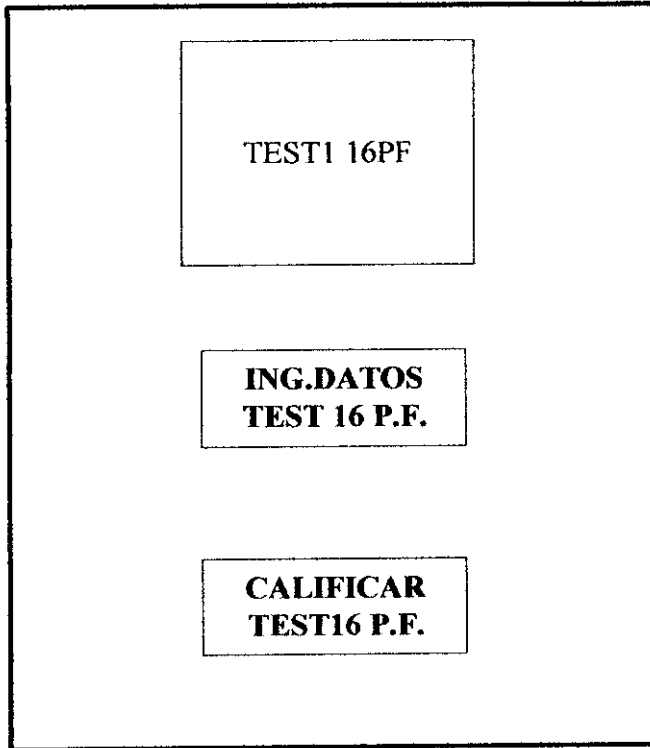 TEST1 16PF
ING.DATOS
TEST 16 P.F.
CALIFICAR
TEST16 P.F.